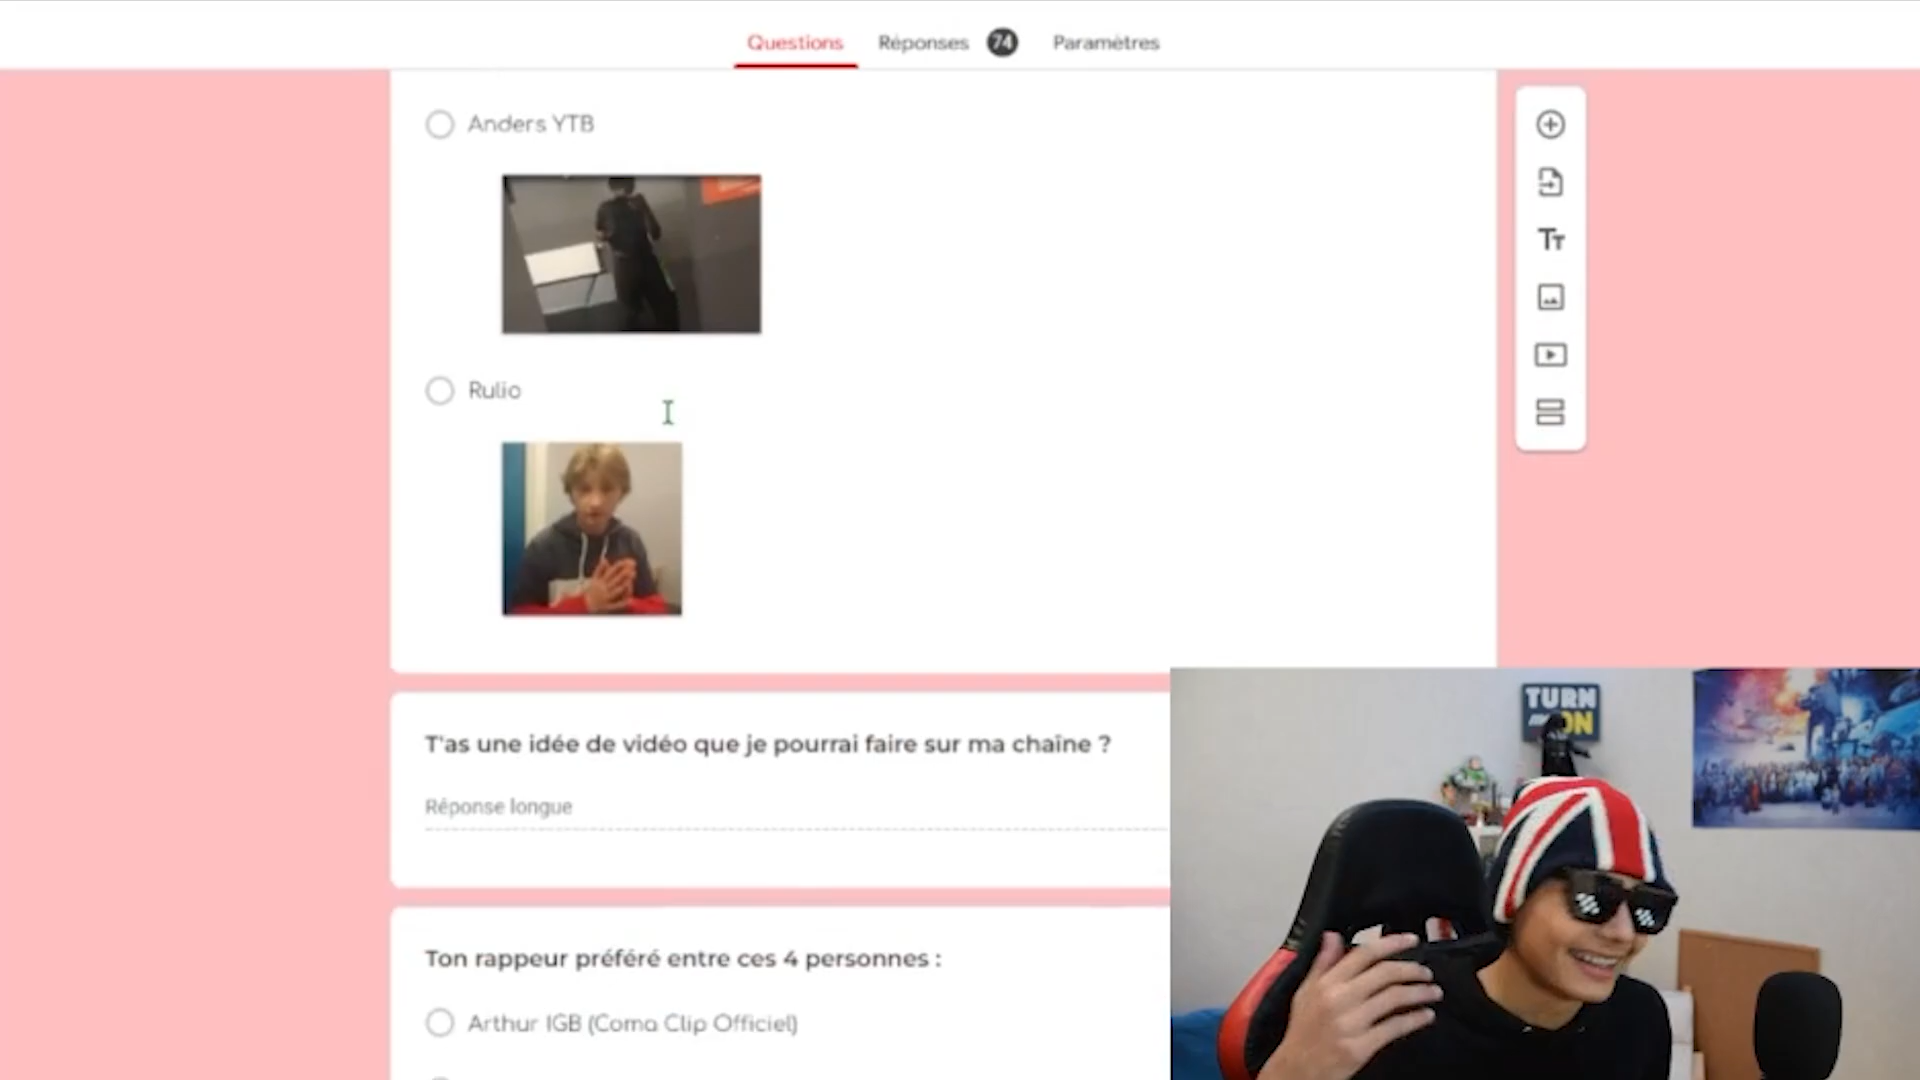 Questions
Réponses
74
Paramètres
Anders YTB
Rulio
T'as une idée de vidéo que je pourrai faire sur ma chaîne ?
Réponse longue
Ton rappeur préféré entre ces 4 personnes :
Arthur IGB (Coma Clip Officiel)
TURN
ON